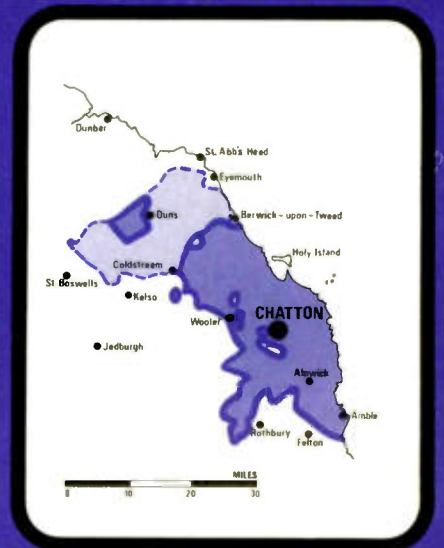 Dunbar
St. Abb's Head
Eyemouth
Duns
Berwick-upon-Tweed
Holy Island
Coldstream
St. Boswells
Kelso
CHATTON
Wooler
Jedburgh
Alnwick
Amble
Rothbury
Felton
MILES
0 10 20 30